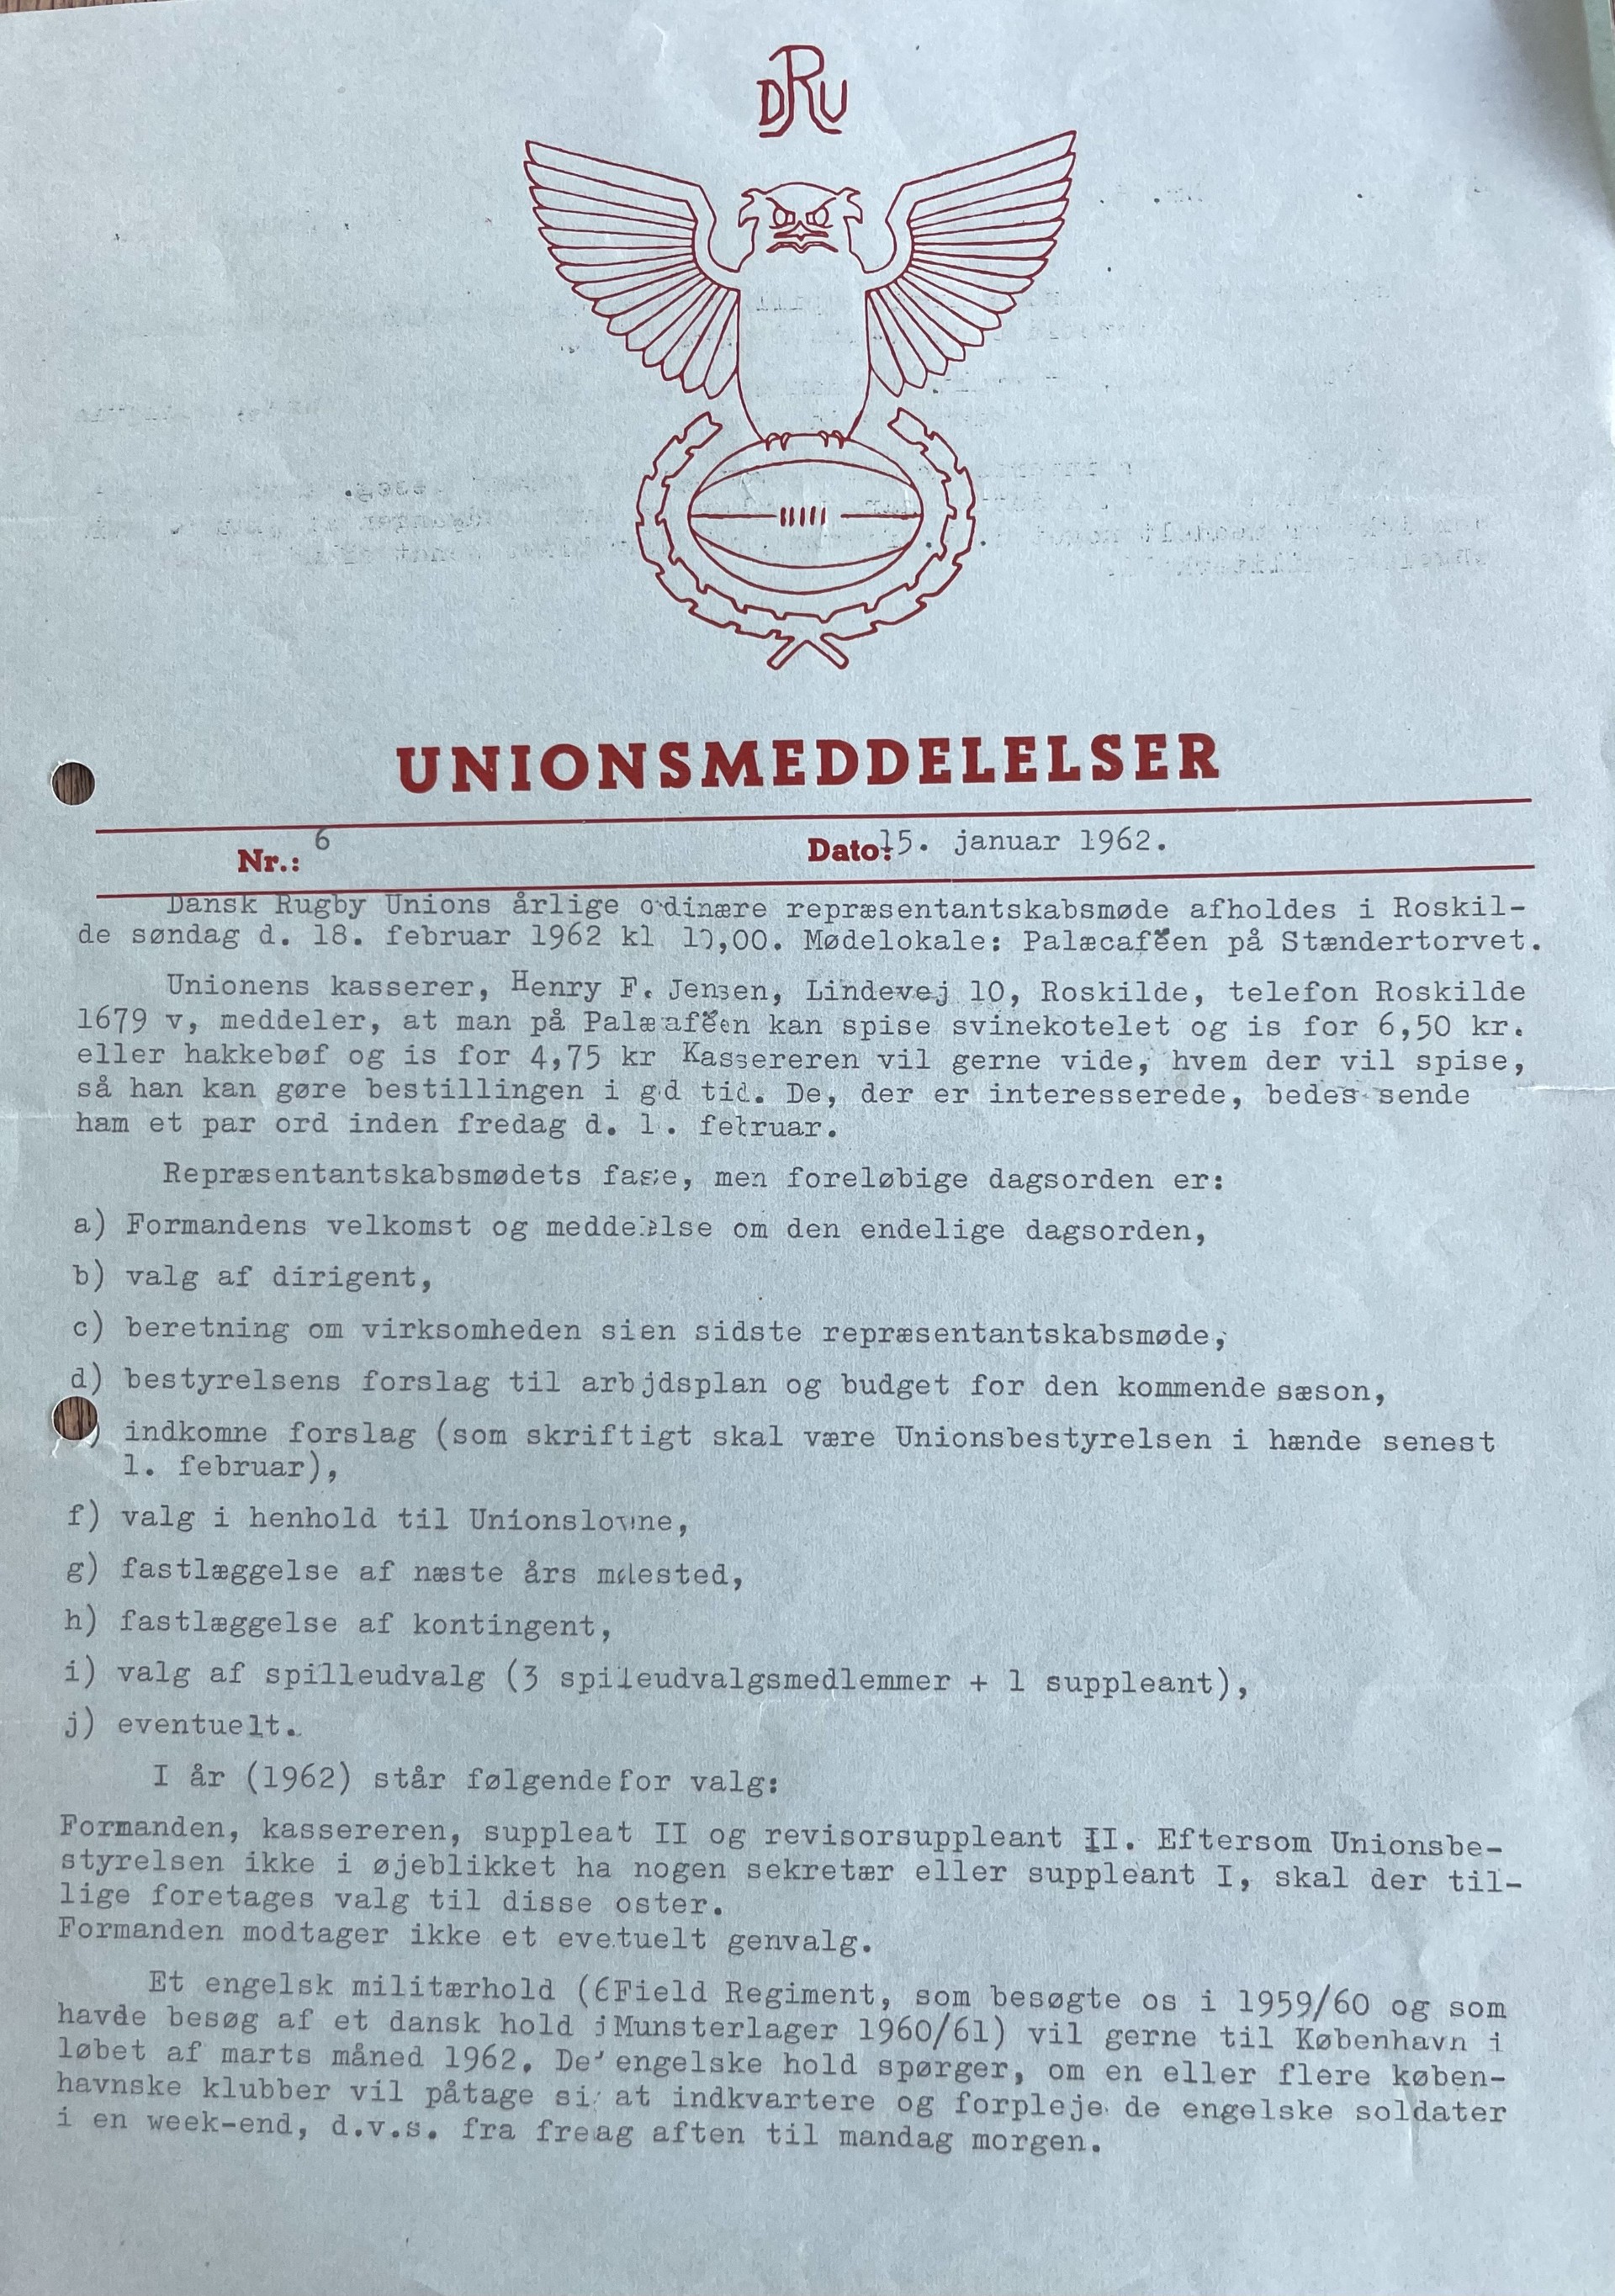 DRU
UNIONSMEDDELELSER
Nr.: 6 Dato: 15. januar 1962.
Dansk Rugby Unions årlige ordinære repræsentantskabsmøde afholdes i Roskil-
de søndag d. 18. februar 1962 kl 10,00. Mødelokale: Palæcaféen på Stændertorvet.
Unionens kasserer, Henry F. Jensen, Lindevej 10, Roskilde, telefon Roskilde
1679 v, meddeler, at man på Palæcaféen kan spise svinekotelet og is for 6,50 kr.
eller hakkebøf og is for 4,75 kr Kassereren vil gerne vide, hvem der vil spise,
så han kan gøre bestillingen i gd tid. De, der er interesserede, bedes sende
ham et par ord inden fredag d. 1. februar.
Repræsentantskabsmødets faste, men foreløbige dagsorden er:
a) Formandens velkomst og meddelelse om den endelige dagsorden,
b) valg af dirigent,
c) beretning om virksomheden sien sidste repræsentantskabsmøde,
d) bestyrelsens forslag til arbjdsplan og budget for den kommende sæson,
) indkomne forslag (som skriftigt skal være Unionsbestyrelsen i hænde senest
1. februar),
f) valg i henhold til Unionslovne,
g) fastlæggelse af næste års mdested,
h) fastlæggelse af kontingent,
i) valg af spilleudvalg (3 spilleudvalgsmedlemmer + 1 suppleant),
j) eventuelt.
I år (1962) står følgende for valg:
Formanden, kassereren, suppleat II og revisorsuppleant II. Eftersom Unionsbe-
styrelsen ikke i øjeblikket ha nogen sekretær eller suppleant I, skal der til-
lige foretages valg til disse oster.
Formanden modtager ikke et evetuelt genvalg.
Et engelsk militærhold (6Field Regiment, som besøgte os i 1959/60 og som
havde besøg af et dansk hold i Munsterlager 1960/61) vil gerne til København i
løbet af marts måned 1962. De' engelske hold spørger, om en eller flere køben-
havnske klubber vil påtage si at indkvartere og forpleje de engelske soldater
i en week-end, d.v.s. fra freag aften til mandag morgen.